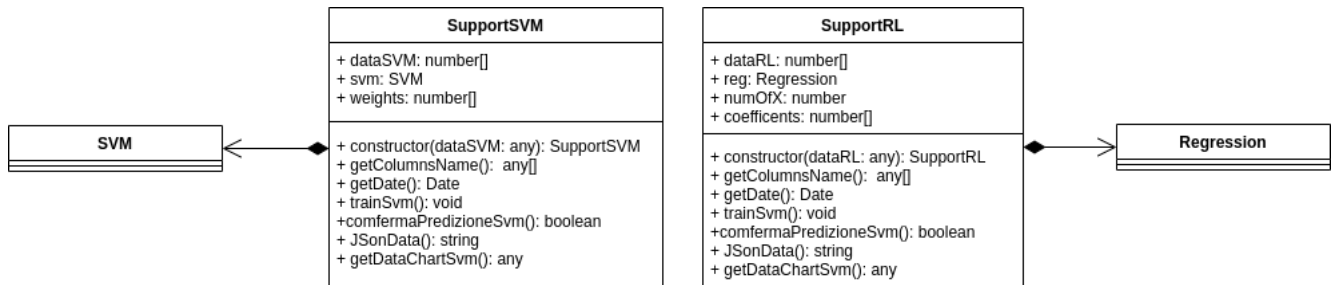 SVM
SupportSVM
+ dataSVM: number[]
+ svm: SVM
+ weights: number[]
+ constructor(dataSVM: any): SupportSVM
+ getColumnsName():  any[]
+ getDate(): Date
+ trainSvm(): void
+comfermaPredizioneSvm(): boolean
+ JSonData(): string
+ getDataChartSvm(): any
SupportRL
+ dataRL: number[]
+ reg: Regression
+ numOfX: number
+ coefficents: number[]
+ constructor(dataRL: any): SupportRL
+ getColumnsName():  any[]
+ getDate(): Date
+ trainSvm(): void
+comfermaPredizioneSvm(): boolean
+ JSonData(): string
+ getDataChartSvm(): any
Regression